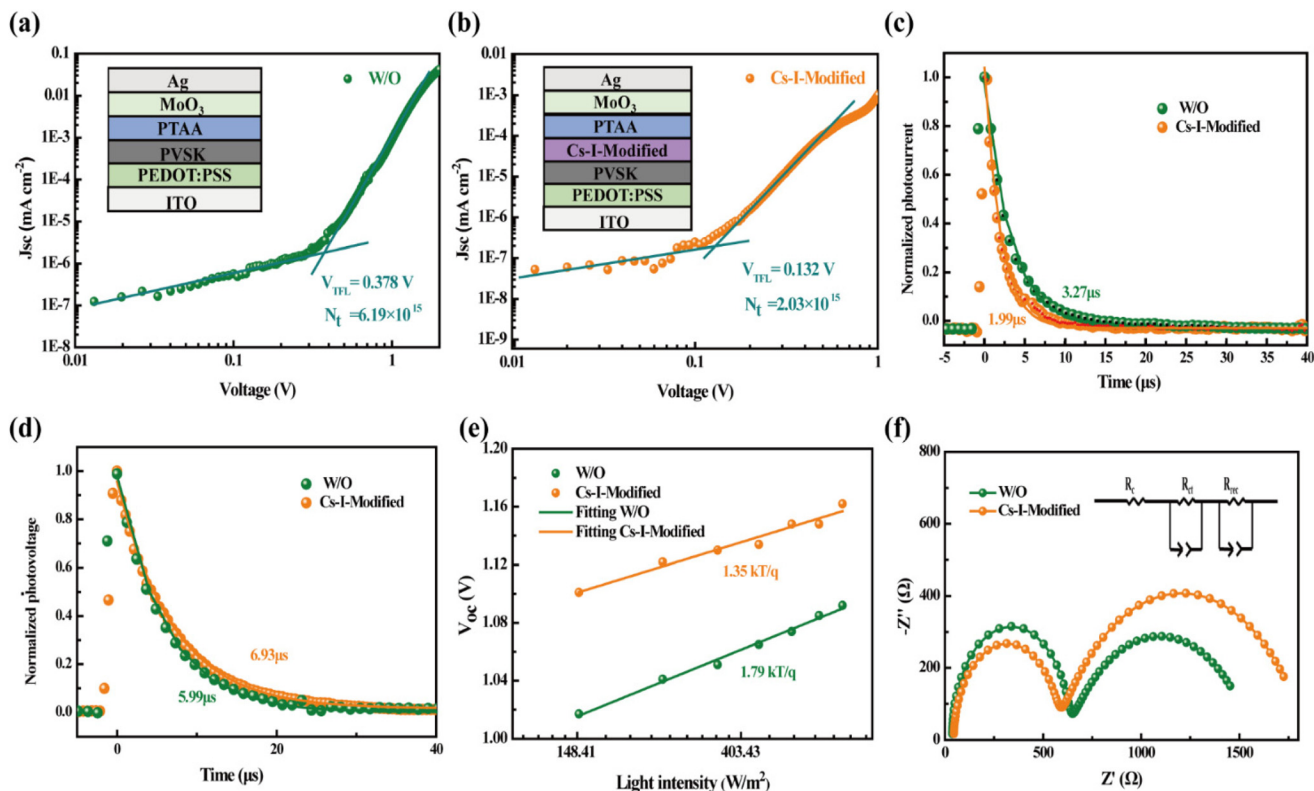 (a)
0.1
0.01
1E-3
1E-4
1E-5
1E-6
1E-7
1E-8
Jsc (mA cm-2)
Ag
MoO3
PTAA
PVSK
PEDOT:PSS
ITO
W/O
VTFL= 0.378 V
Nt =6.19×10 15
0.01
0.1
1
Voltage (V)
(b)
0.01
1E-3
1E-4
1E-5
1E-6
1E-7
1E-8
1E-9
Jsc (mA cm-2)
Ag
MoO3
PTAA
Cs-I-Modified
PVSK
PEDOT:PSS
ITO
Cs-I-Modified
VTFL= 0.132 V
Nt =2.03×10 15
0.01
0.1
1
Voltage (V)
(c)
1.0
0.8
0.6
0.4
0.2
0.0
Normalized photocurrent
W/O
Cs-I-Modified
3.27μs
1.99μs
-5 0 5 10 15 20 25 30 35 40
Time (μs)
(d)
1.0
0.8
0.6
0.4
0.2
0.0
Normalized photovoltage
W/O
Cs-I-Modified
6.93μs
5.99μs
0 20 40
Time (μs)
(e)
1.20
1.16
1.12
1.08
1.04
1.00
VOC (V)
W/O
Cs-I-Modified
Fitting W/O
Fitting Cs-I-Modified
1.35 kT/q
1.79 kT/q
148.41 403.43
Light intensity (W/m2)
(f)
800
600
400
200
0
-Z'' (Ω)
W/O
Cs-I-Modified
Rc Rct Rrec
0 500 1000 1500
Z' (Ω)